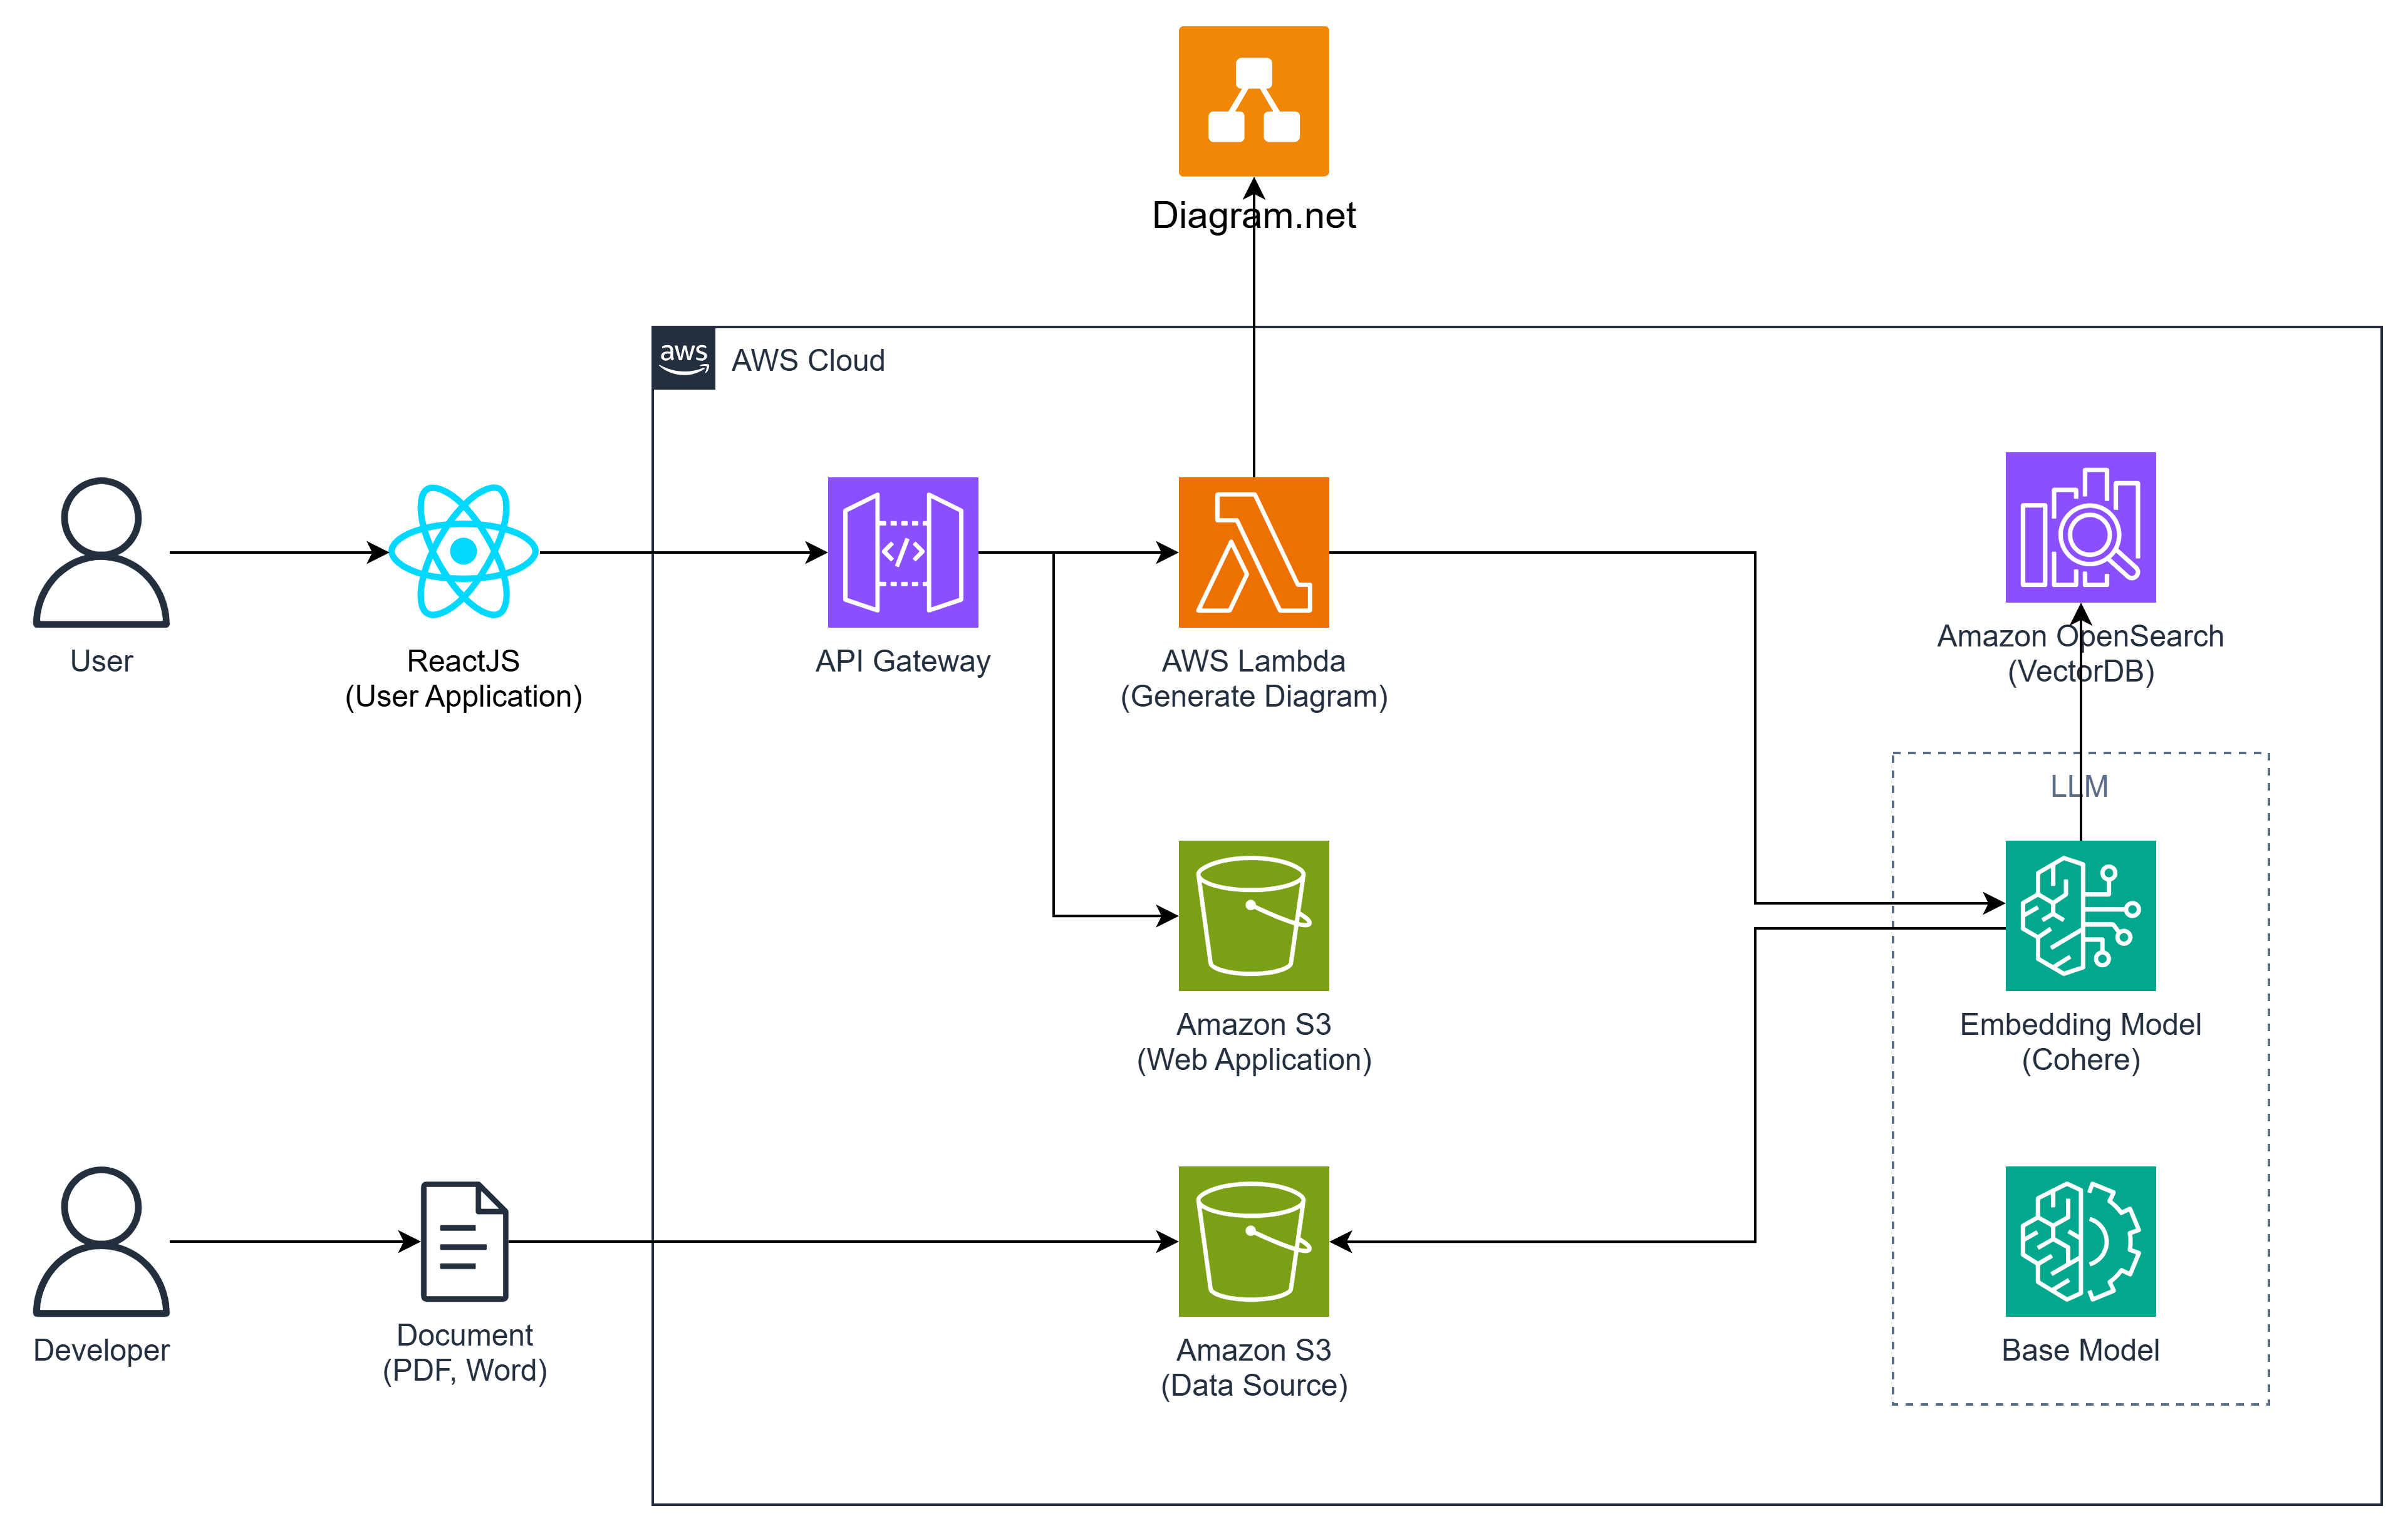 Diagram.net
aws
AWS Cloud
User
ReactJS
(User Application)
API Gateway
AWS Lambda
(Generate Diagram)
Amazon OpenSearch
(VectorDB)
LLM
Amazon S3
(Web Application)
Embedding Model
(Cohere)
Developer
Document
(PDF, Word)
Amazon S3
(Data Source)
Base Model